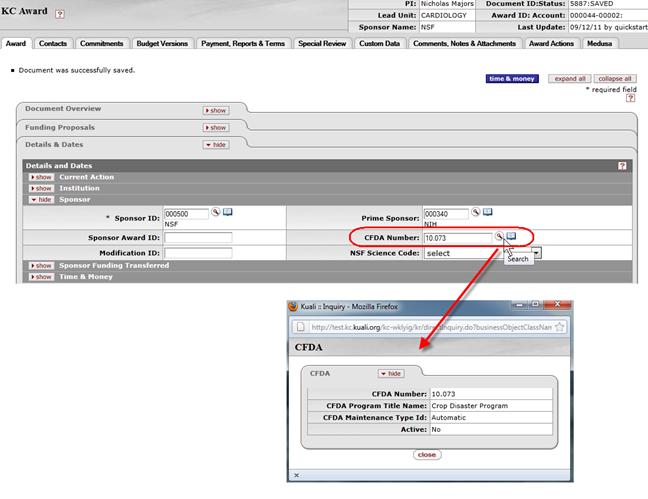 KC Award ?
PI: Nicholas Majors Document ID:Status: 5887:SAVED
Lead Unit: CARDIOLOGY Award ID: Account: 000044-00002:
Sponsor Name: NSF Last Update: 09/12/11 by quickstart
Award Contacts Commitments Budget Versions Payment, Reports & Terms Special Review Custom Data Comments, Notes & Attachments Award Actions Medusa
Document was successfully saved.
time & money expand all collapse all
* required field
?
Document Overview show
Funding Proposals show
Details & Dates hide
Details and Dates ?
show Current Action
show Institution
hide Sponsor
* Sponsor ID: 000500 Prime Sponsor: 000340
NSF NIH
Sponsor Award ID: CFDA Number: 10.073
Modification ID: NSF Science Code: select
Search
show Sponsor Funding Transferred
show Time & Money
Kuali :: Inquiry - Mozilla Firefox
http://test.kc.kuali.org/kc-wklyig/kr/directInquiry.do?businessObjectClassNam
CFDA
CFDA hide
CFDA Number: 10.073
CFDA Program Title Name: Crop Disaster Program
CFDA Maintenance Type Id: Automatic
Active: No
close
x